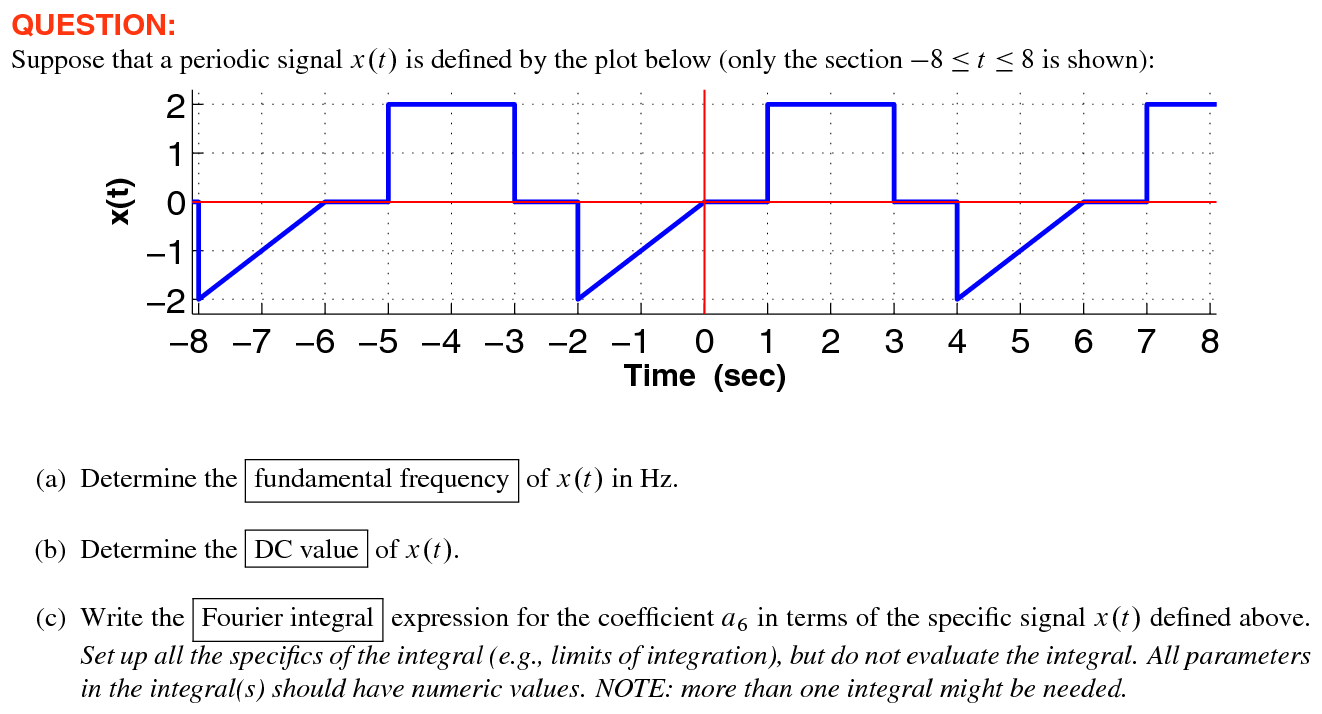 QUESTION:
Suppose that a periodic signal x(t) is defined by the plot below (only the section −8 ≤ t ≤ 8 is shown):
2
1
0
−1
−2
x(t)
−8 −7 −6 −5 −4 −3 −2 −1 0 1 2 3 4 5 6 7 8
Time (sec)
(a) Determine the fundamental frequency of x(t) in Hz.
(b) Determine the DC value of x(t).
(c) Write the Fourier integral expression for the coefficient a₆ in terms of the specific signal x(t) defined above.
Set up all the specifics of the integral (e.g., limits of integration), but do not evaluate the integral. All parameters
in the integral(s) should have numeric values. NOTE: more than one integral might be needed.